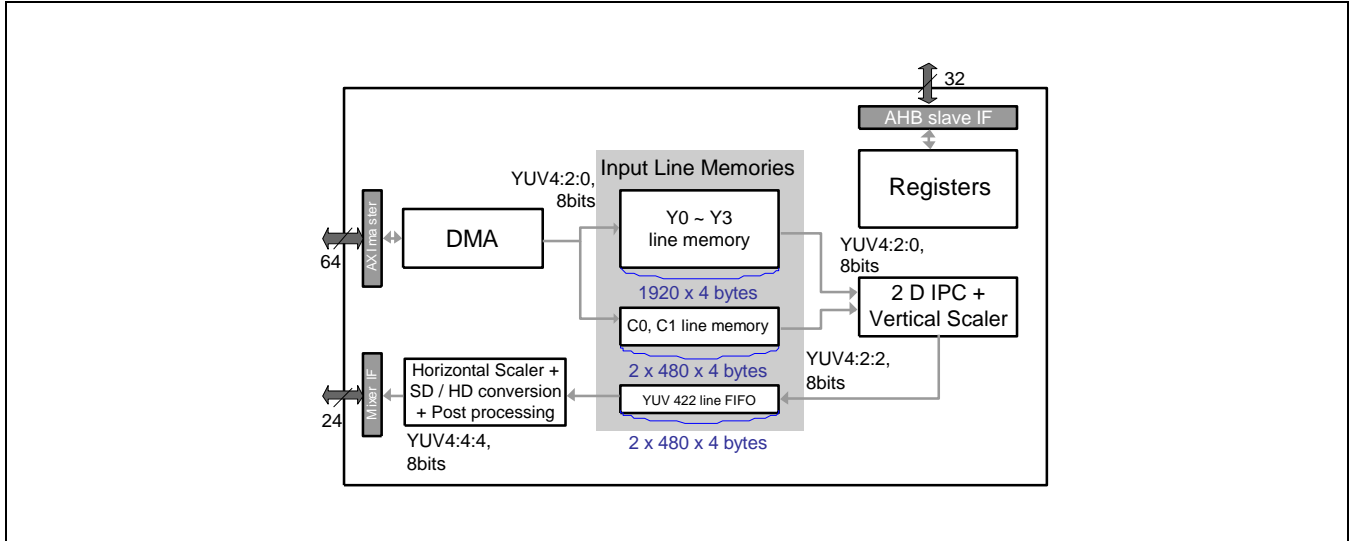 32
AHB slave IF
Registers
Input Line Memories
YUV4:2:0,
8bits
Y0 ~ Y3
line memory
1920 x 4 bytes
AXI master
64
DMA
YUV4:2:0,
8bits
2 D IPC +
Vertical Scaler
C0, C1 line memory
2 x 480 x 4 bytes
YUV4:2:2,
8bits
YUV 422 line FIFO
2 x 480 x 4 bytes
Horizontal Scaler +
SD / HD conversion
+ Post processing
Mixer IF
24
YUV4:4:4,
8bits